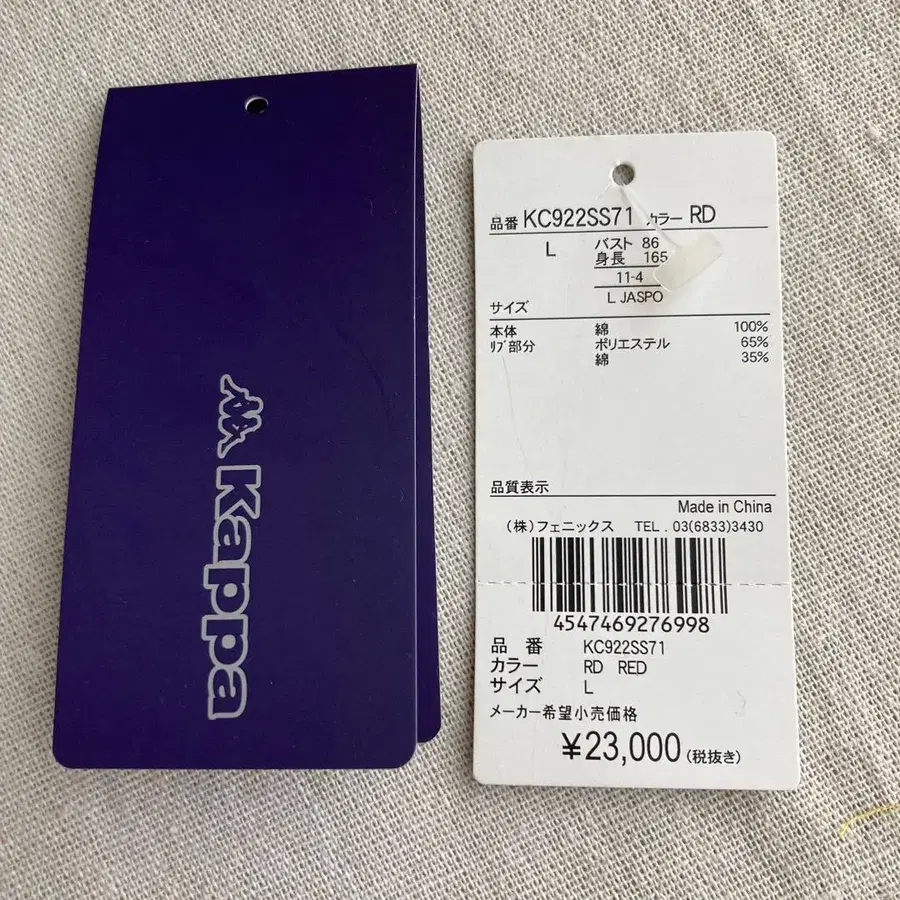 Kappa
品番 KC922SS71 カラー RD
L バスト 86
身長 165
11-4
L JASPO
サイズ
本体 綿 100%
ﾘﾌﾞ部分 ポリエステル 65%
綿 35%
品質表示
Made in China
(株)フェニックス TEL . 03(6833)3430
4547469276998
品 番 KC922SS71
カラー RD RED
サイズ L
メーカー希望小売価格
¥23,000(税抜き)